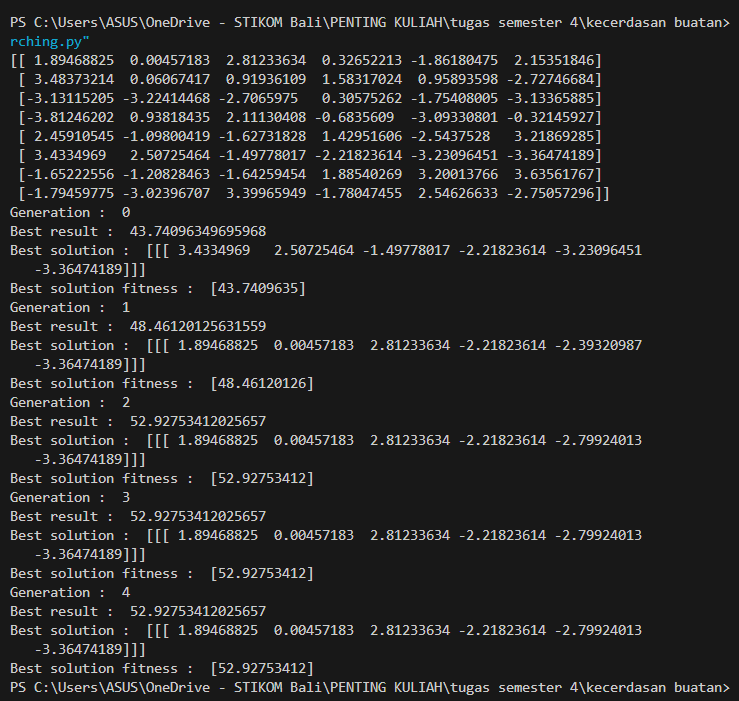 PS C:\Users\ASUS\OneDrive - STIKOM Bali\PENTING KULIAH\tugas semester 4\kecerdasan buatan>
rching.py"
[[ 1.89468825  0.00457183  2.81233634  0.32652213 -1.86180475  2.15351846]
 [ 3.48373214  0.06067417  0.91936109  1.58317024  0.95893598 -2.72746684]
 [-3.13115205 -3.22414468 -2.7065975   0.30575262 -1.75408005 -3.13365885]
 [-3.81246202  0.93818435  2.11130408 -0.6835609  -3.09330801 -0.32145927]
 [ 2.45910545 -1.09800419 -1.62731828  1.42951606 -2.5437528   3.21869285]
 [ 3.4334969   2.50725464 -1.49778017 -2.21823614 -3.23096451 -3.36474189]
 [-1.65222556 -1.20828463 -1.64259454  1.88540269  3.20013766  3.63561767]
 [-1.79459775 -3.02396707  3.39965949 -1.78047455  2.54626633 -2.75057296]]
Generation :  0
Best result :  43.74096349695968
Best solution :  [[[ 3.4334969   2.50725464 -1.49778017 -2.21823614 -3.23096451
   -3.36474189]]]
Best solution fitness :  [43.7409635]
Generation :  1
Best result :  48.46120125631559
Best solution :  [[[ 1.89468825  0.00457183  2.81233634 -2.21823614 -2.39320987
   -3.36474189]]]
Best solution fitness :  [48.46120126]
Generation :  2
Best result :  52.92753412025657
Best solution :  [[[ 1.89468825  0.00457183  2.81233634 -2.21823614 -2.79924013
   -3.36474189]]]
Best solution fitness :  [52.92753412]
Generation :  3
Best result :  52.92753412025657
Best solution :  [[[ 1.89468825  0.00457183  2.81233634 -2.21823614 -2.79924013
   -3.36474189]]]
Best solution fitness :  [52.92753412]
Generation :  4
Best result :  52.92753412025657
Best solution :  [[[ 1.89468825  0.00457183  2.81233634 -2.21823614 -2.79924013
   -3.36474189]]]
Best solution fitness :  [52.92753412]
PS C:\Users\ASUS\OneDrive - STIKOM Bali\PENTING KULIAH\tugas semester 4\kecerdasan buatan>